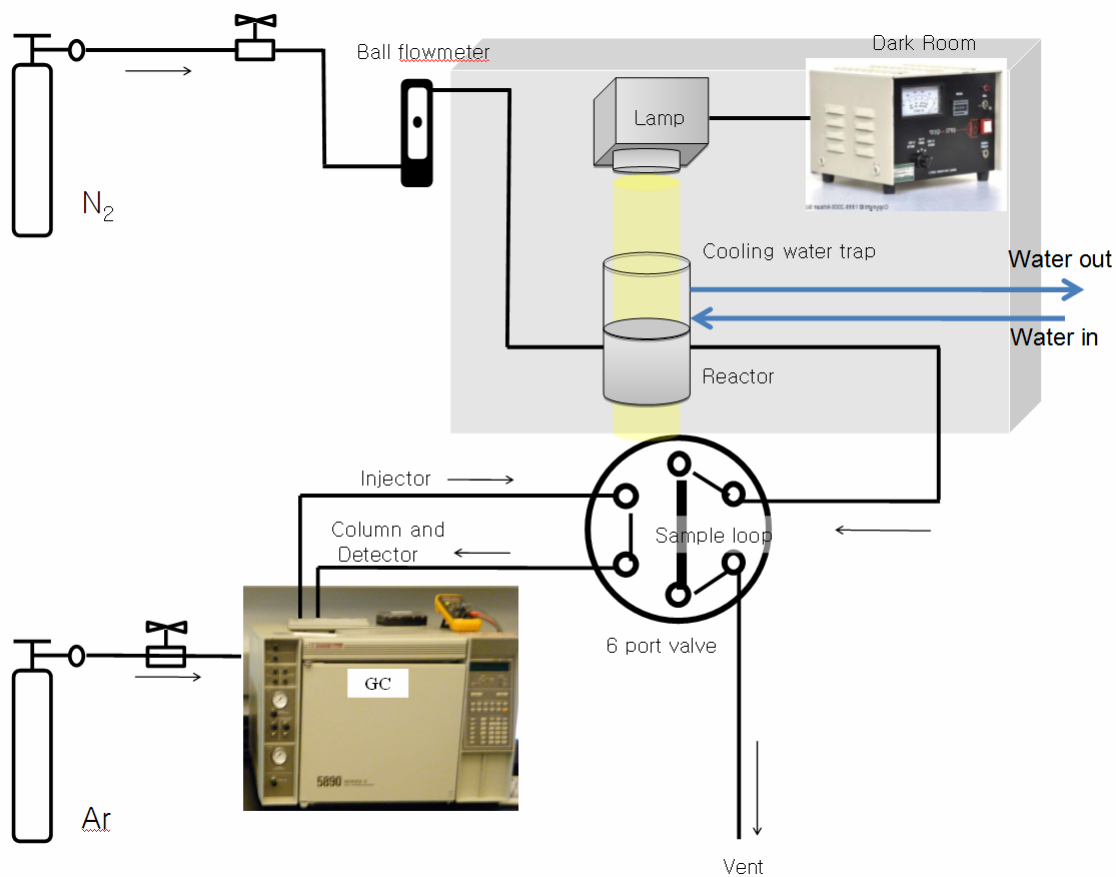 Dark Room
Ball flowmeter
Lamp
N2
Cooling water trap
Water out
Water in
Reactor
Injector
Column and
Detector
Sample loop
6 port valve
GC
5890
Ar
Vent